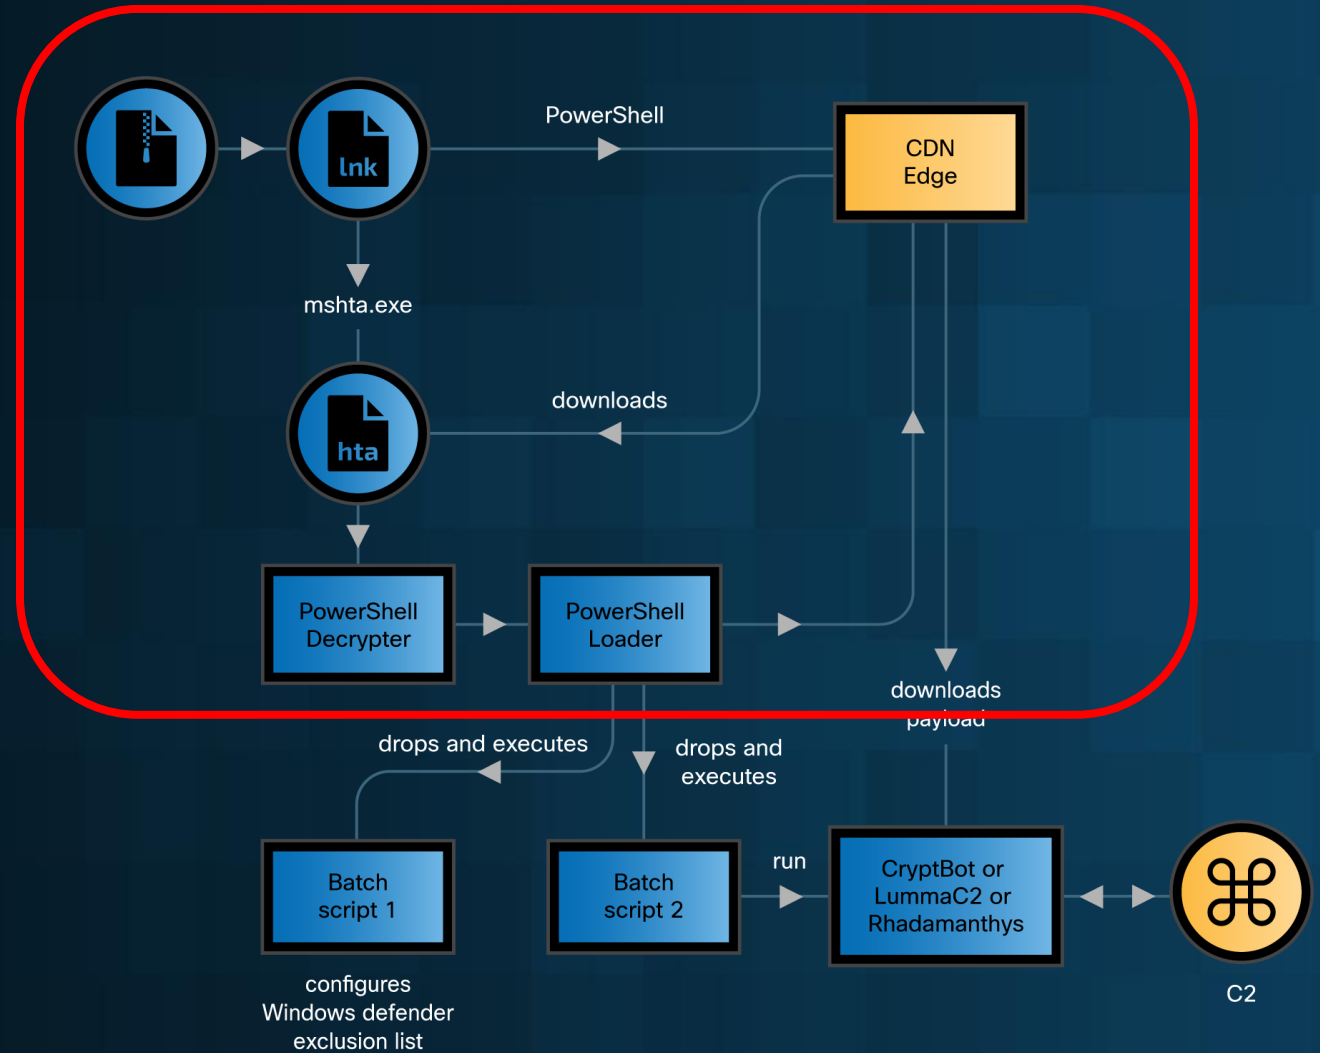 PowerShell
lnk
CDN
Edge
mshta.exe
downloads
hta
PowerShell
Decrypter
PowerShell
Loader
downloads
payload
drops and executes
drops and
executes
Batch
script 1
Batch
script 2
run
CryptBot or
LummaC2 or
Rhadamanthys
configures
Windows defender
exclusion list
C2